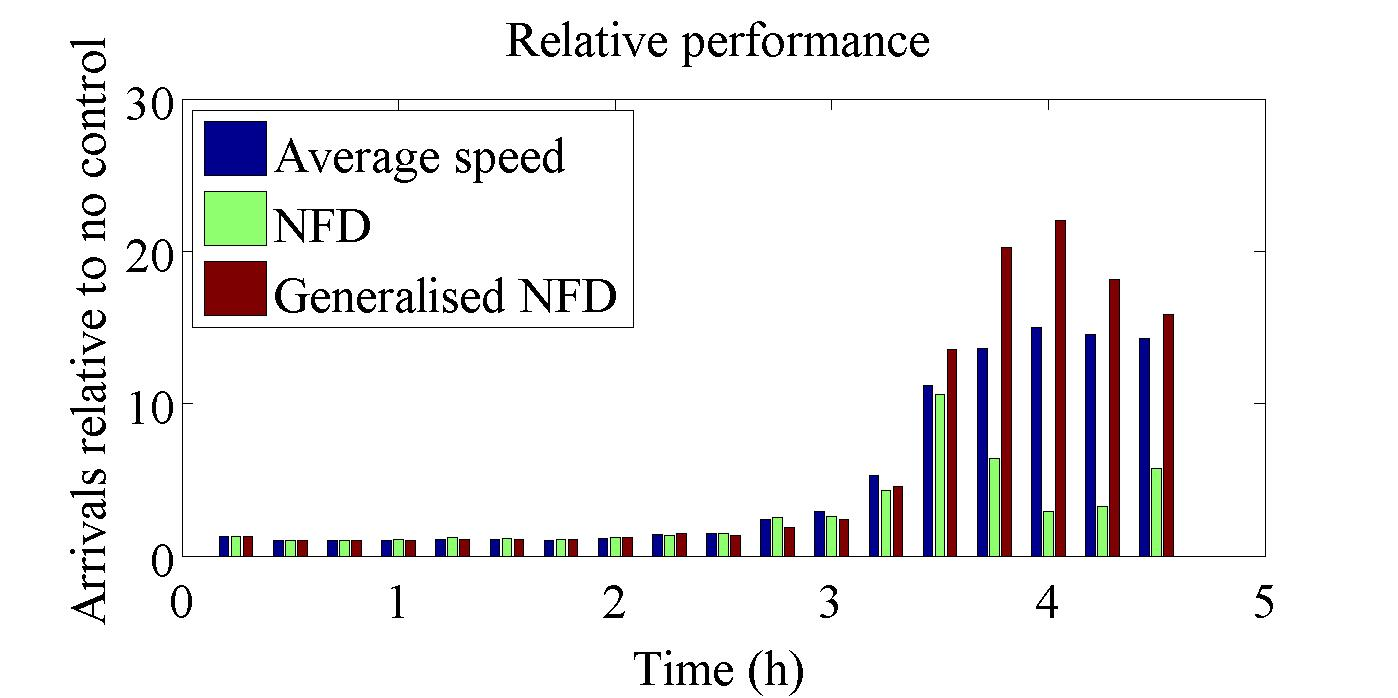 Relative performance
Arrivals relative to no control
30
20
10
0
Average speed
NFD
Generalised NFD
0 1 2 3 4 5
Time (h)